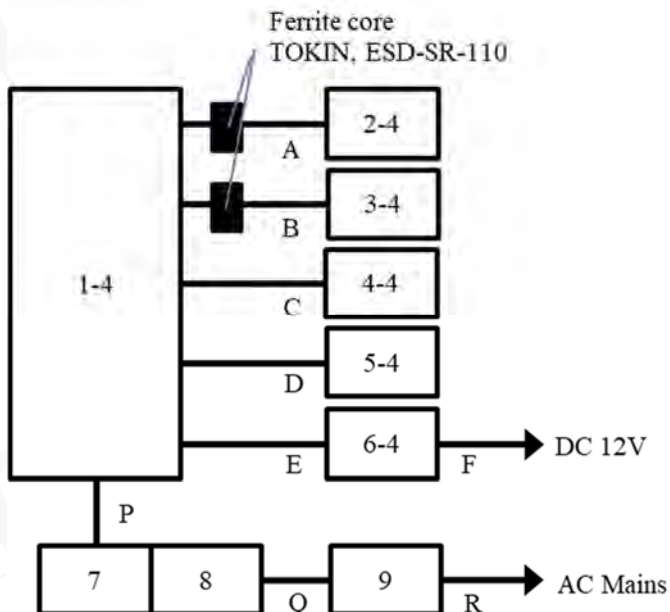 Ferrite core
TOKIN, ESD-SR-110
2-4
A
3-4
B
1-4
4-4
C
5-4
D
6-4
E
F
DC 12V
P
7
8
9
Q
R
AC Mains